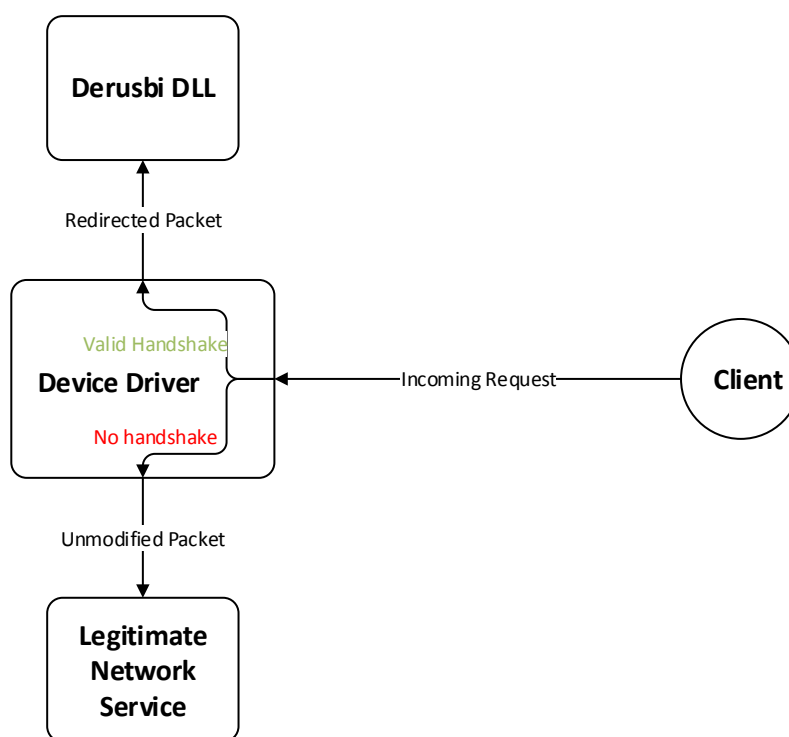 Derusbi DLL
Redirected Packet
Valid Handshake
Device Driver
Incoming Request
Client
No handshake
Unmodified Packet
Legitimate
Network
Service